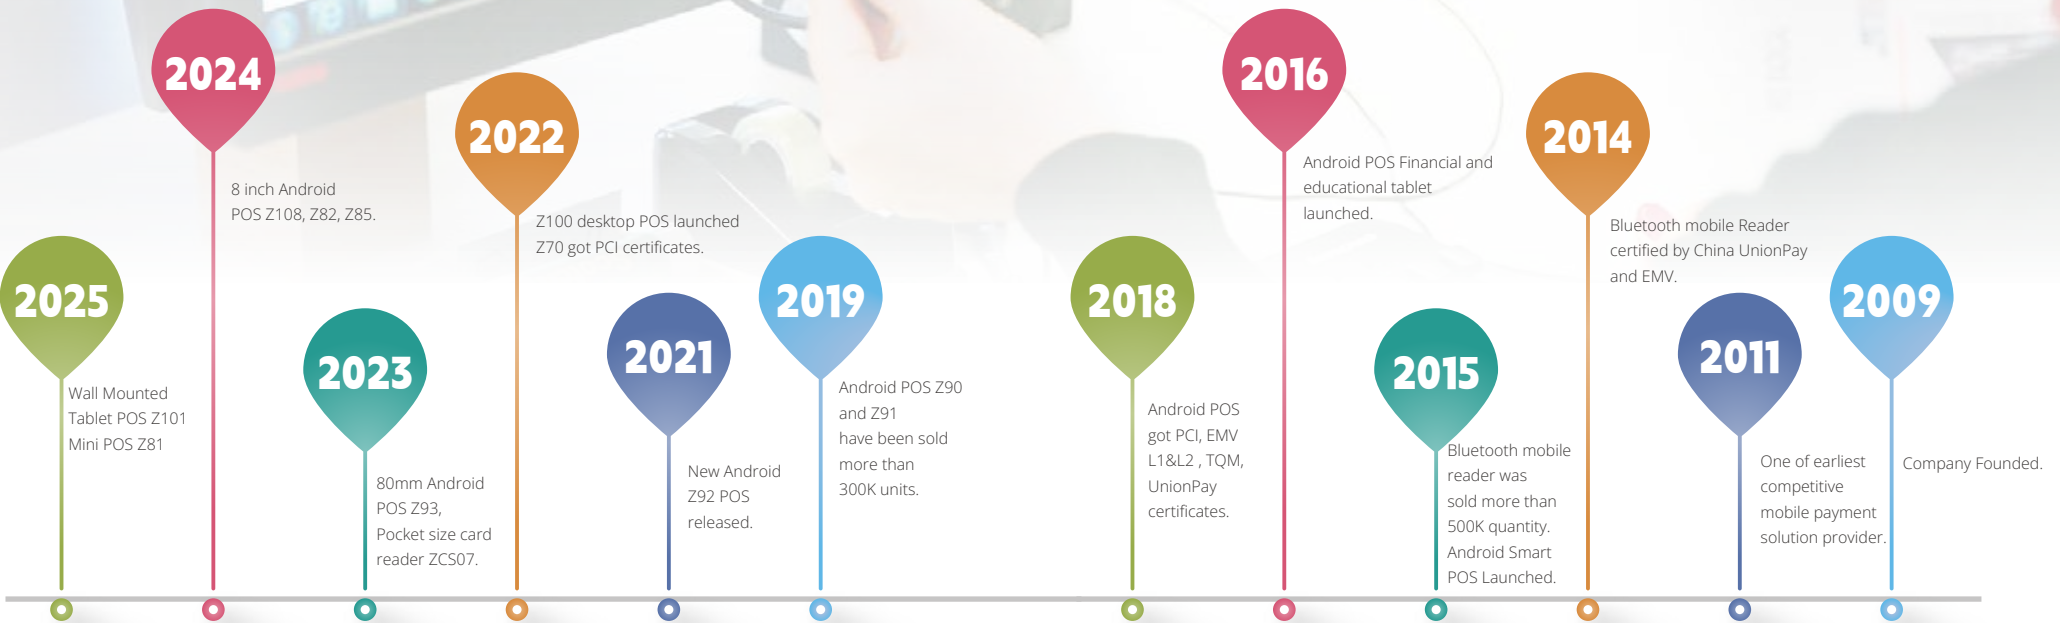 2025
Wall Mounted
Tablet POS Z101
Mini POS Z81
2024
8 inch Android
POS Z108, Z82, Z85.
2023
80mm Android
POS Z93,
Pocket size card
reader ZCS07.
2022
Z100 desktop POS launched
Z70 got PCI certificates.
2021
New Android
Z92 POS
released.
2019
Android POS Z90
and Z91
have been sold
more than
300K units.
2018
Android POS
got PCI, EMV
L1&L2 , TQM,
UnionPay
certificates.
2016
Android POS Financial and
educational tablet
launched.
2015
Bluetooth mobile
reader was
sold more than
500K quantity.
Android Smart
POS Launched.
2014
Bluetooth mobile Reader
certified by China UnionPay
and EMV.
2011
One of earliest
competitive
mobile payment
solution provider.
2009
Company Founded.